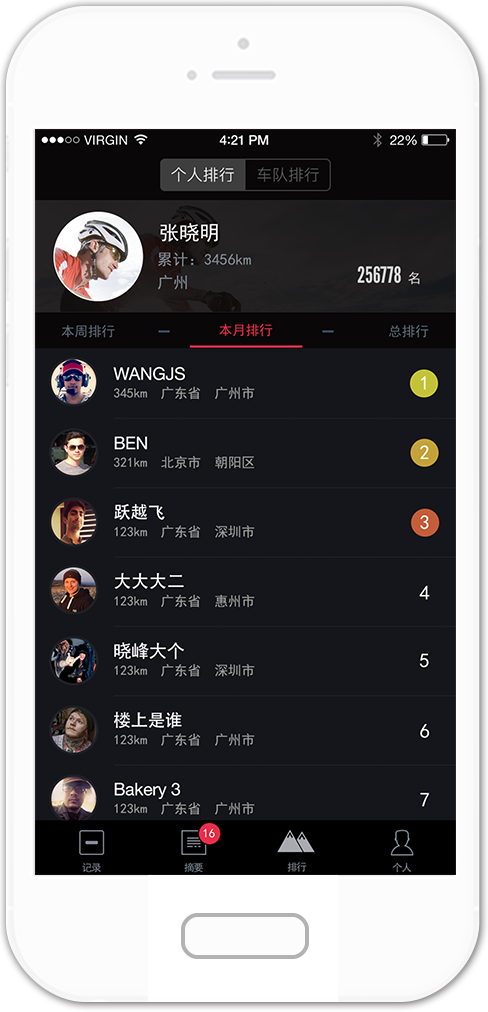 VIRGIN 4:21 PM 22%
个人排行 车队排行
张晓明
累计：3456km
广州
256778 名
本周排行 本月排行 总排行
WANGJS
345km 广东省 广州市
1
BEN
321km 北京市 朝阳区
2
跃越飞
123km 广东省 深圳市
3
大大大二
123km 广东省 惠州市
4
晓峰大个
123km 广东省 深圳市
5
楼上是谁
123km 广东省 广州市
6
Bakery 3
123km 广东省 广州市
7
16
记录 摘要 排行 个人